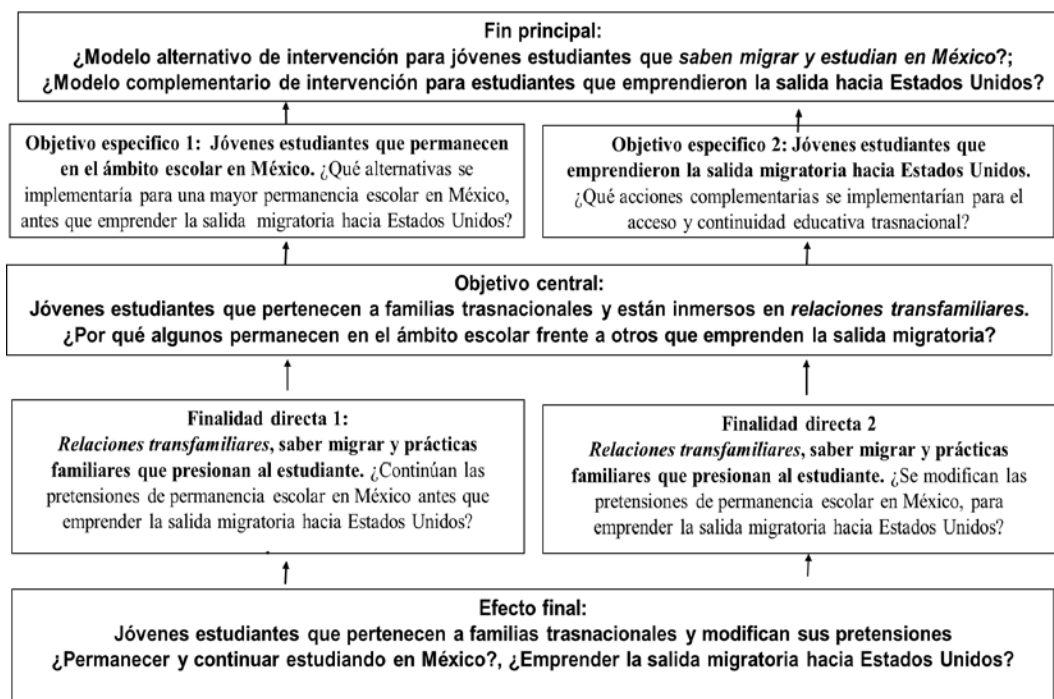 Fin principal:
¿Modelo alternativo de intervención para jóvenes estudiantes que saben migrar y estudian en México?;
¿Modelo complementario de intervención para estudiantes que emprendieron la salida hacia Estados Unidos?
Objetivo especifico 1: Jóvenes estudiantes que permanecen
en el ámbito escolar en México. ¿Qué alternativas se
implementaría para una mayor permanencia escolar en México,
antes que emprender la salida migratoria hacia Estados Unidos?
Objetivo especifico 2: Jóvenes estudiantes que
emprendieron la salida migratoria hacia Estados Unidos.
¿Qué acciones complementarias se implementarían para el
acceso y continuidad educativa trasnacional?
Objetivo central:
Jóvenes estudiantes que pertenecen a familias trasnacionales y están inmersos en relaciones transfamiliares.
¿Por qué algunos permanecen en el ámbito escolar frente a otros que emprenden la salida migratoria?
Finalidad directa 1:
Relaciones transfamiliares, saber migrar y prácticas
familiares que presionan al estudiante. ¿Continúan las
pretensiones de permanencia escolar en México antes que
emprender la salida migratoria hacia Estados Unidos?
Finalidad directa 2
Relaciones transfamiliares, saber migrar y prácticas
familiares que presionan al estudiante. ¿Se modifican las
pretensiones de permanencia escolar en México, para
emprender la salida migratoria hacia Estados Unidos?
Efecto final:
Jóvenes estudiantes que pertenecen a familias trasnacionales y modifican sus pretensiones
¿Permanecer y continuar estudiando en México?, ¿Emprender la salida migratoria hacia Estados Unidos?